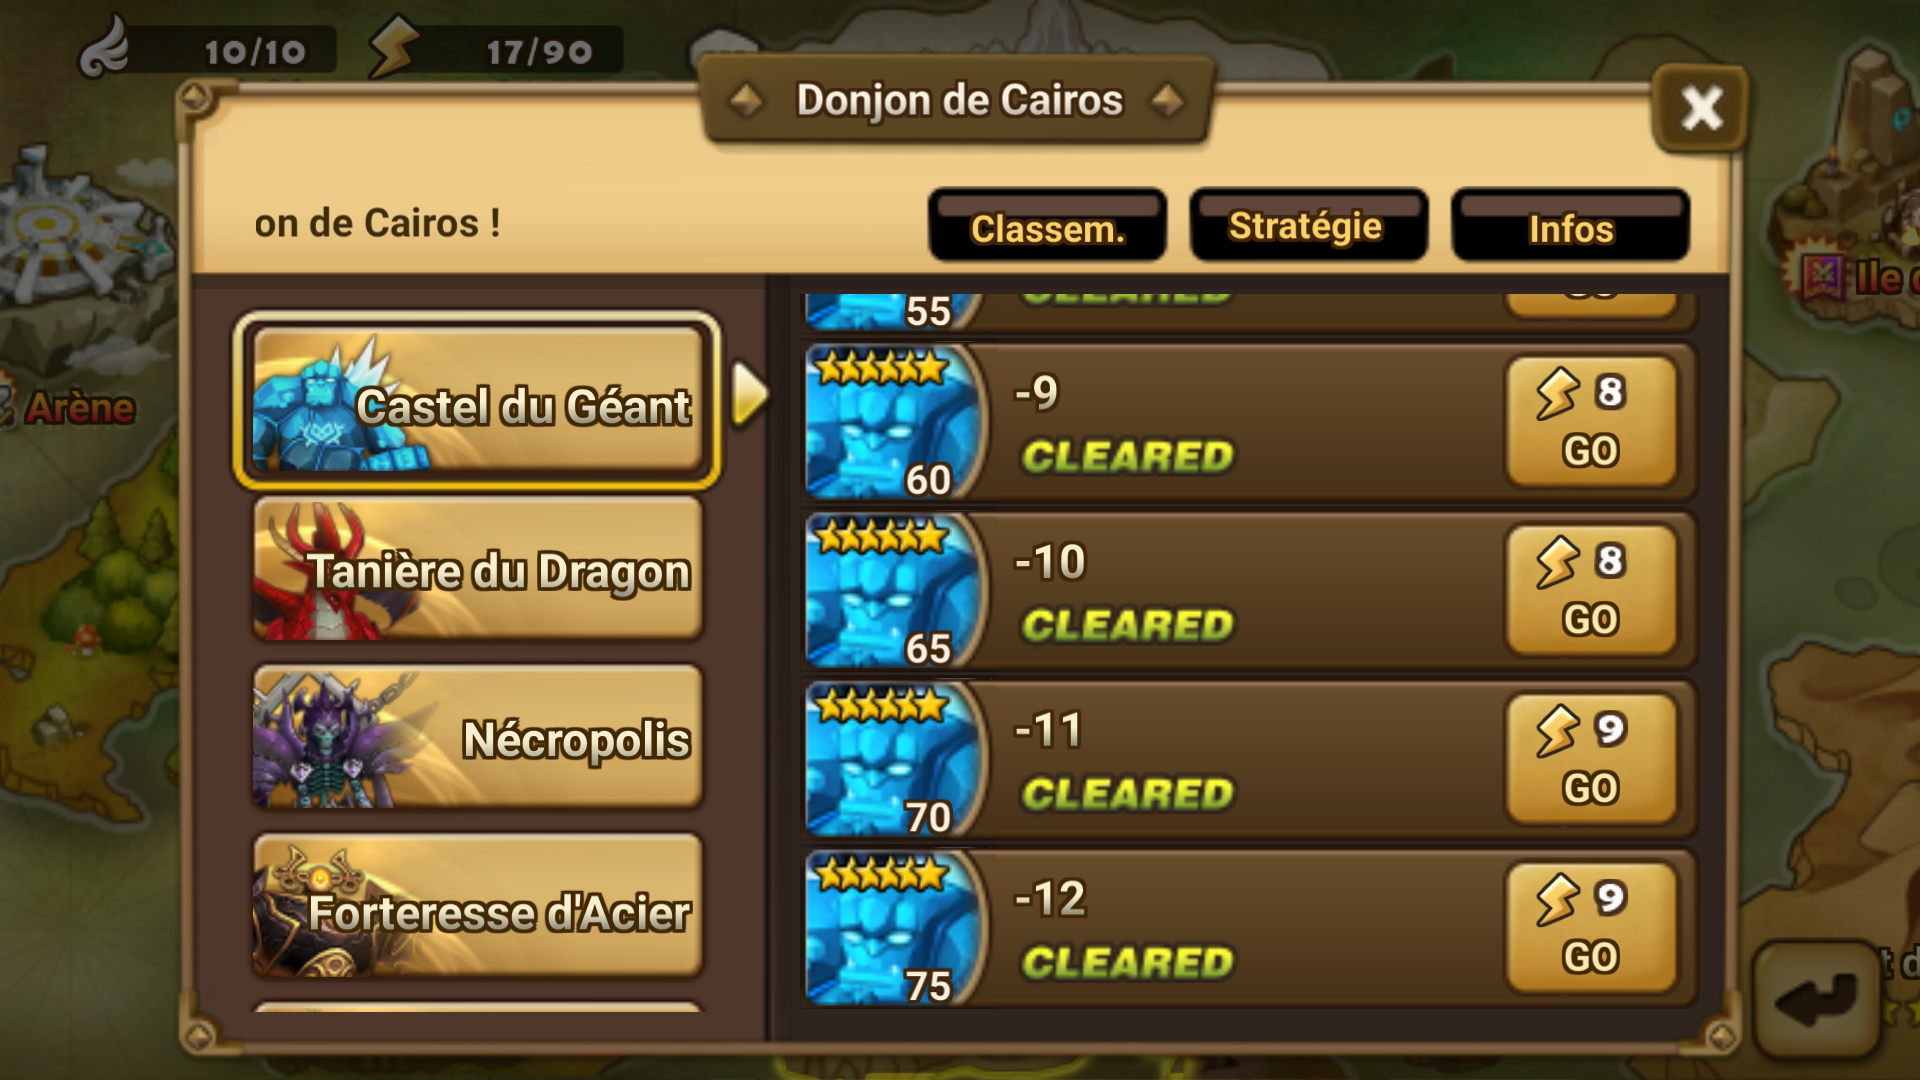 10/10
17/90
Donjon de Cairos
on de Cairos !
Classem.
Stratégie
Infos
Castel du Géant
Tanière du Dragon
Nécropolis
Forteresse d'Acier
55
CLEARED
GO
60
-9
CLEARED
8
GO
65
-10
CLEARED
8
GO
70
-11
CLEARED
9
GO
75
-12
CLEARED
9
GO
Arène
Ile